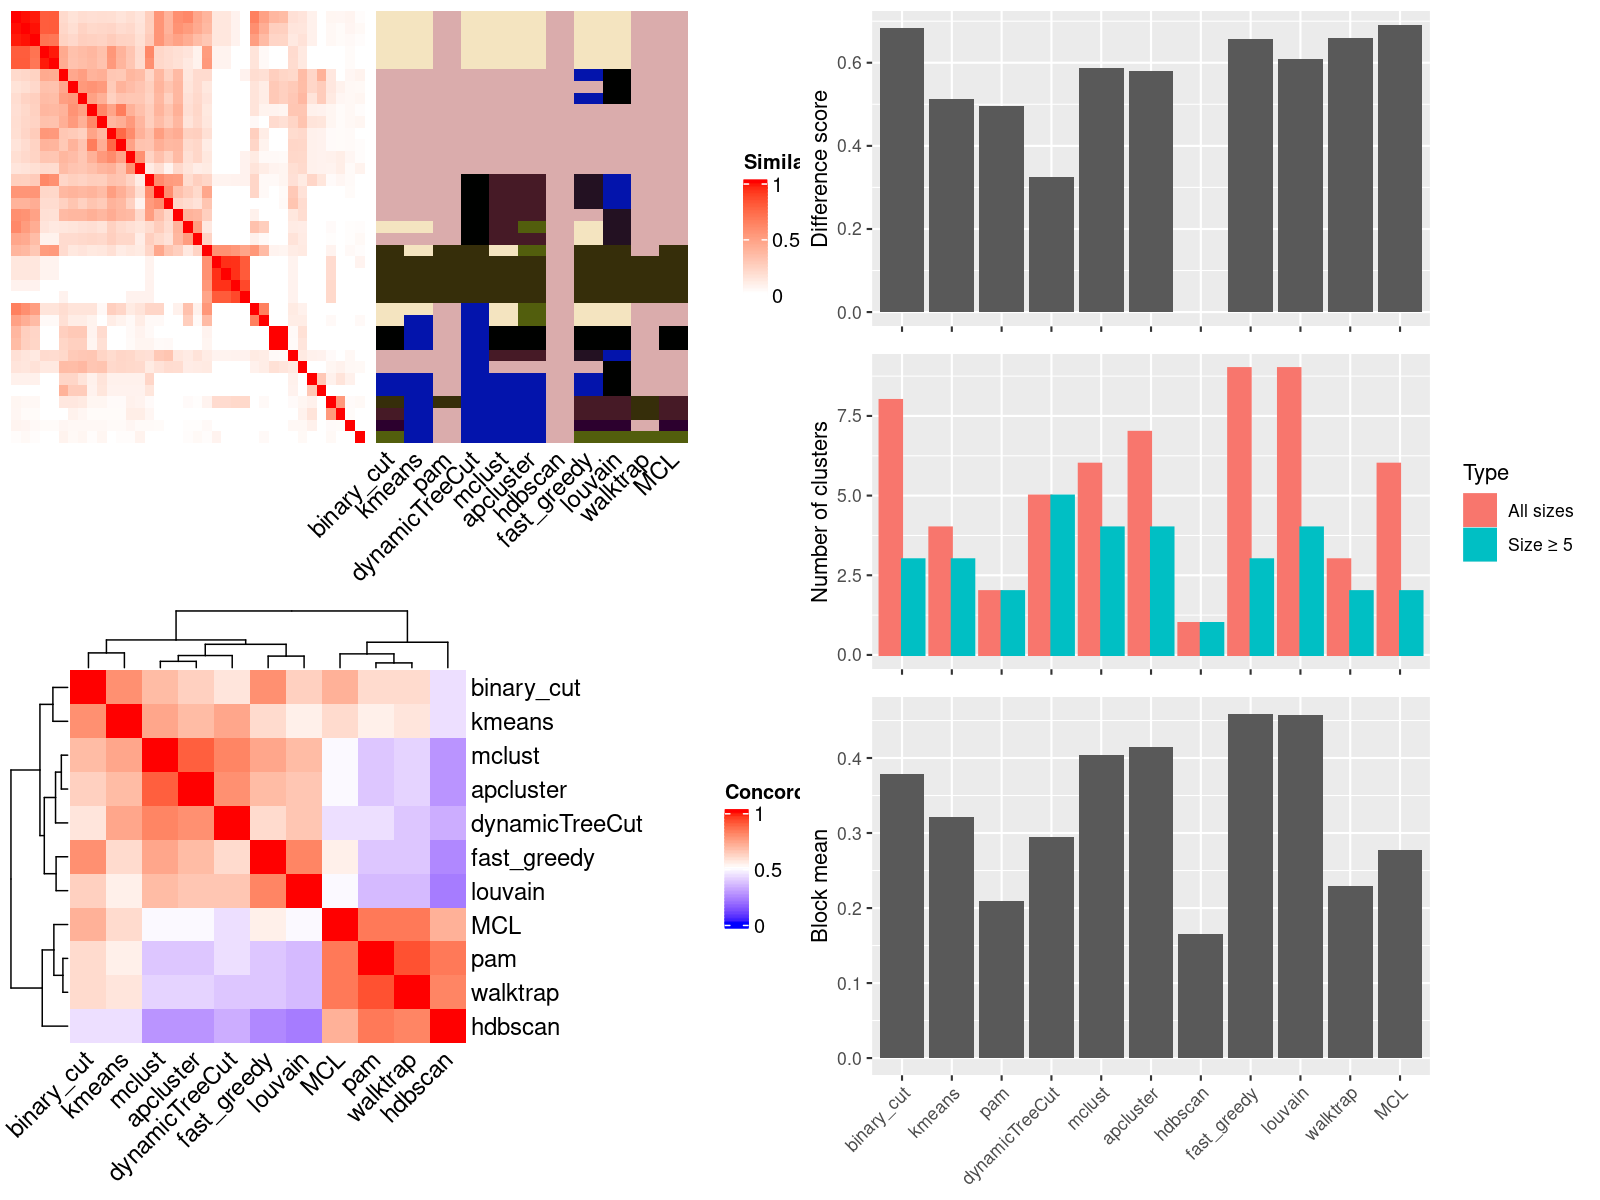 Simila
1
0.5
0
binary_cut
kmeans
pam
dynamicTreeCut
mclust
apcluster
hdbscan
fast_greedy
louvain
walktrap
MCL
binary_cut
kmeans
mclust
apcluster
dynamicTreeCut
fast_greedy
louvain
MCL
pam
walktrap
hdbscan
Concord
1
0.5
0
binary_cut
kmeans
mclust
apcluster
dynamicTreeCut
fast_greedy
louvain
MCL
pam
walktrap
hdbscan
Difference score
0.6
0.4
0.2
0.0
Number of clusters
7.5
5.0
2.5
0.0
Type
All sizes
Size ≥ 5
Block mean
0.4
0.3
0.2
0.1
0.0
binary_cut
kmeans
pam
dynamicTreeCut
mclust
apcluster
hdbscan
fast_greedy
louvain
walktrap
MCL